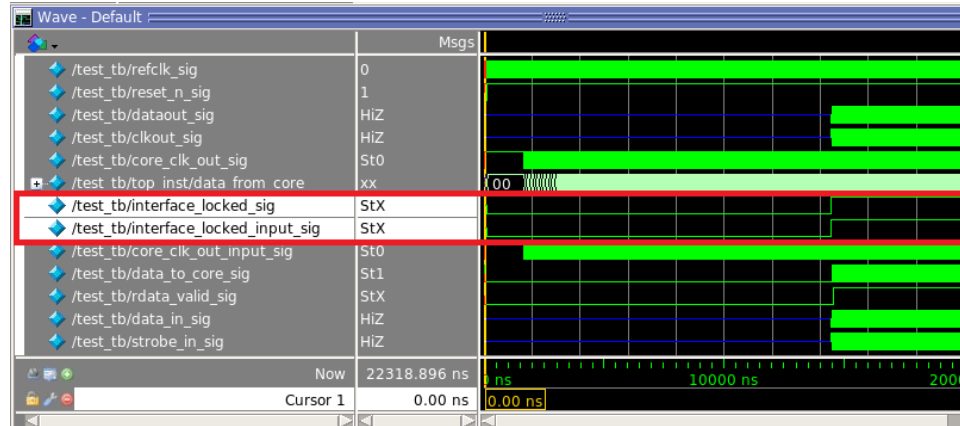 Wave - Default
Msgs
/test_tb/refclk_sig 0
/test_tb/reset_n_sig 1
/test_tb/dataout_sig HiZ
/test_tb/clkout_sig HiZ
/test_tb/core_clk_out_sig St0
/test_tb/top_inst/data_from_core xx 00
/test_tb/interface_locked_sig StX
/test_tb/interface_locked_input_sig StX
/test_tb/core_clk_out_input_sig St0
/test_tb/data_to_core_sig St1
/test_tb/rdata_valid_sig StX
/test_tb/data_in_sig HiZ
/test_tb/strobe_in_sig HiZ
Now 22318.896 ns ns 10000 ns 2000
Cursor 1 0.00 ns 0.00 ns